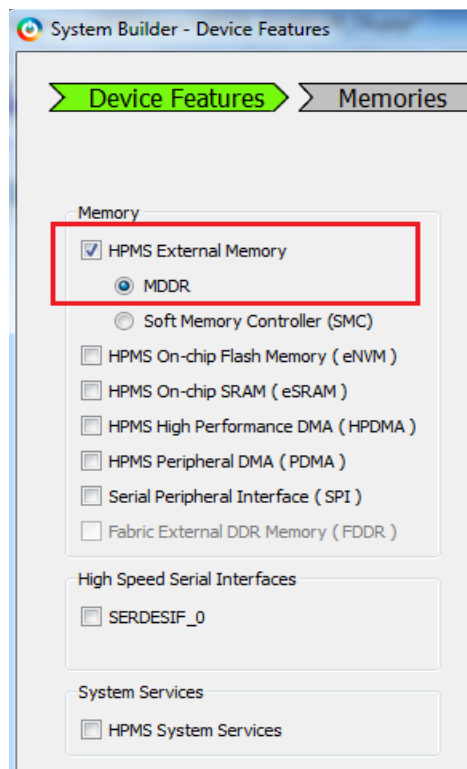 System Builder - Device Features
Device Features
Memories
Memory
HPMS External Memory
MDDR
Soft Memory Controller (SMC)
HPMS On-chip Flash Memory ( eNVM )
HPMS On-chip SRAM ( eSRAM )
HPMS High Performance DMA ( HPDMA )
HPMS Peripheral DMA ( PDMA )
Serial Peripheral Interface ( SPI )
Fabric External DDR Memory ( FDDR )
High Speed Serial Interfaces
SERDESIF_0
System Services
HPMS System Services